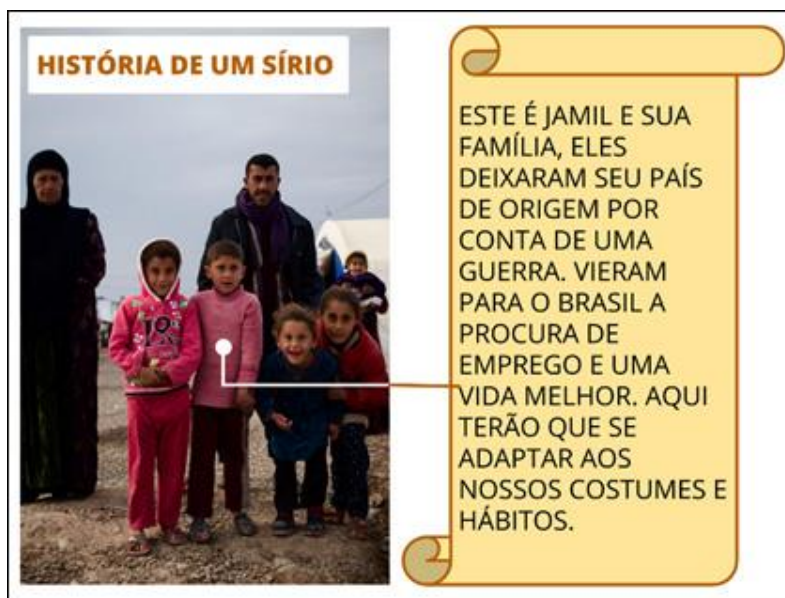 HISTÓRIA DE UM SÍRIO
ESTE É JAMIL E SUA
FAMÍLIA, ELES
DEIXARAM SEU PAÍS
DE ORIGEM POR
CONTA DE UMA
GUERRA. VIERAM
PARA O BRASIL A
PROCURA DE
EMPREGO E UMA
VIDA MELHOR. AQUI
TERÃO QUE SE
ADAPTAR AOS
NOSSOS COSTUMES E
HÁBITOS.